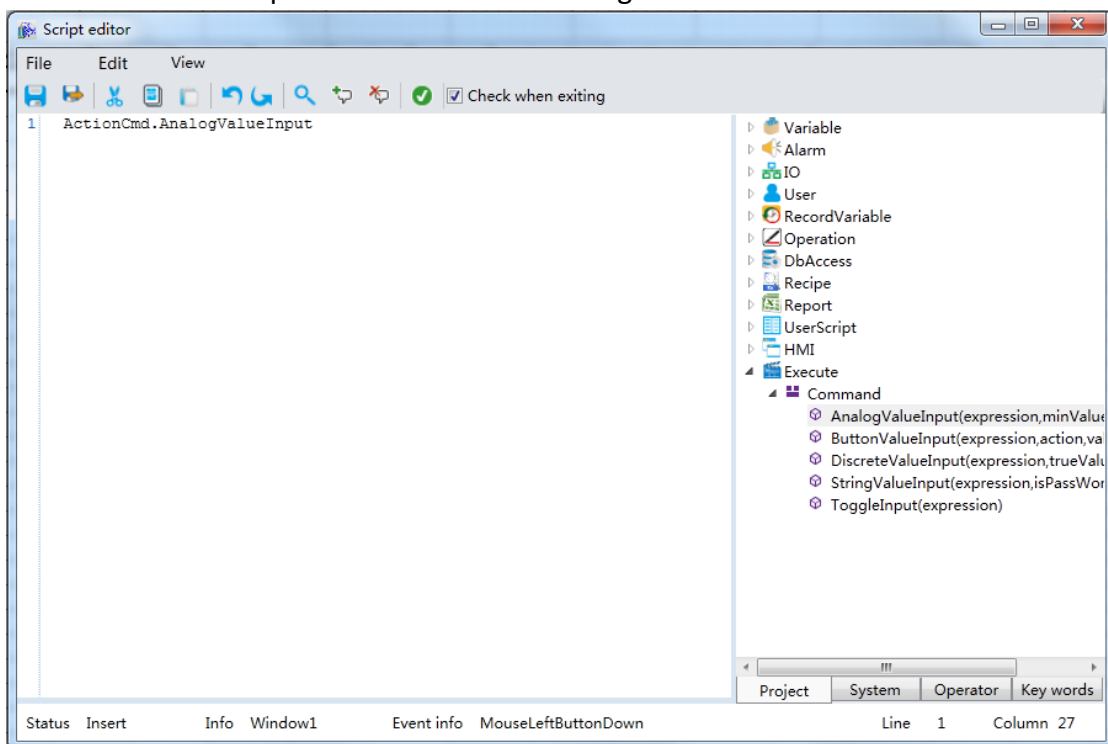 Script editor
File Edit View
Check when exiting
1 ActionCmd.AnalogValueInput
Variable
Alarm
IO
User
RecordVariable
Operation
DbAccess
Recipe
Report
UserScript
HMI
Execute
Command
AnalogValueInput(expression,minValue
ButtonValueInput(expression,action,val
DiscreteValueInput(expression,trueValu
StringValueInput(expression,isPassWor
ToggleInput(expression)
Project System Operator Key words
Status Insert Info Window1 Event info MouseLeftButtonDown Line 1 Column 27